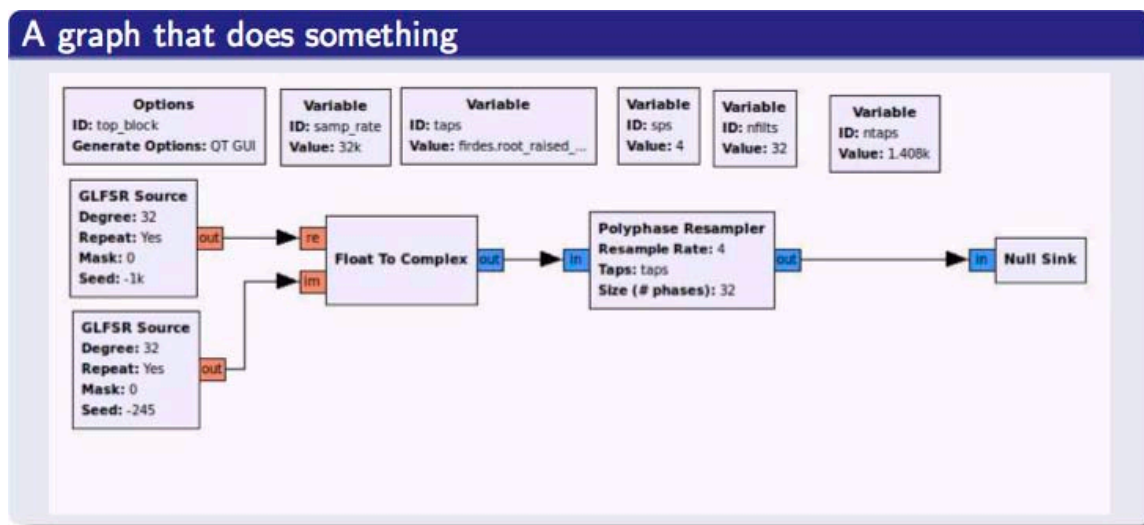 A graph that does something
Options
ID: top_block
Generate Options: QT GUI
Variable
ID: samp_rate
Value: 32k
Variable
ID: taps
Value: firdes.root_raised_...
Variable
ID: sps
Value: 4
Variable
ID: nfilts
Value: 32
Variable
ID: ntaps
Value: 1.408k
GLFSR Source
Degree: 32
Repeat: Yes
Mask: 0
Seed: -1k
out
re
im
Float To Complex
out
in
Polyphase Resampler
Resample Rate: 4
Taps: taps
Size (# phases): 32
out
in
Null Sink
GLFSR Source
Degree: 32
Repeat: Yes
Mask: 0
Seed: -245
out